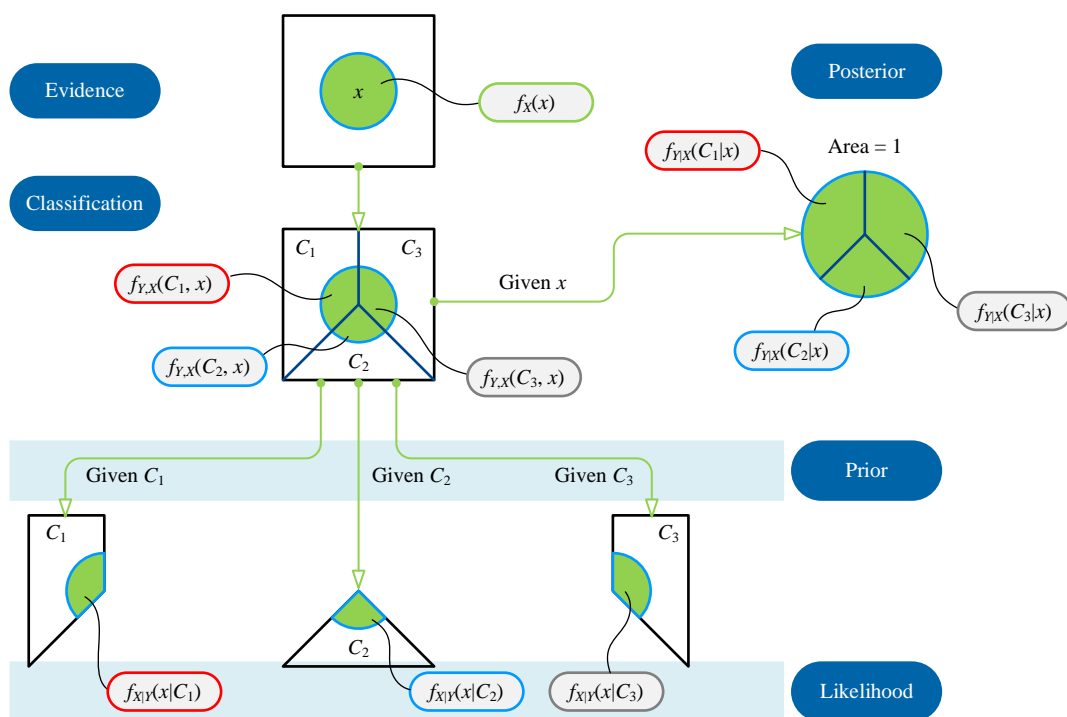 Evidence
x
f_X(x)
Posterior
Area = 1
f_{Y|X}(C_1|x)
Classification
C_1
C_3
f_{Y,X}(C_1, x)
Given x
f_{Y|X}(C_3|x)
f_{Y,X}(C_2, x)
C_2
f_{Y,X}(C_3, x)
f_{Y|X}(C_2|x)
Given C_1
Given C_2
Given C_3
Prior
C_1
C_3
C_2
f_{X|Y}(x|C_1)
f_{X|Y}(x|C_2)
f_{X|Y}(x|C_3)
Likelihood